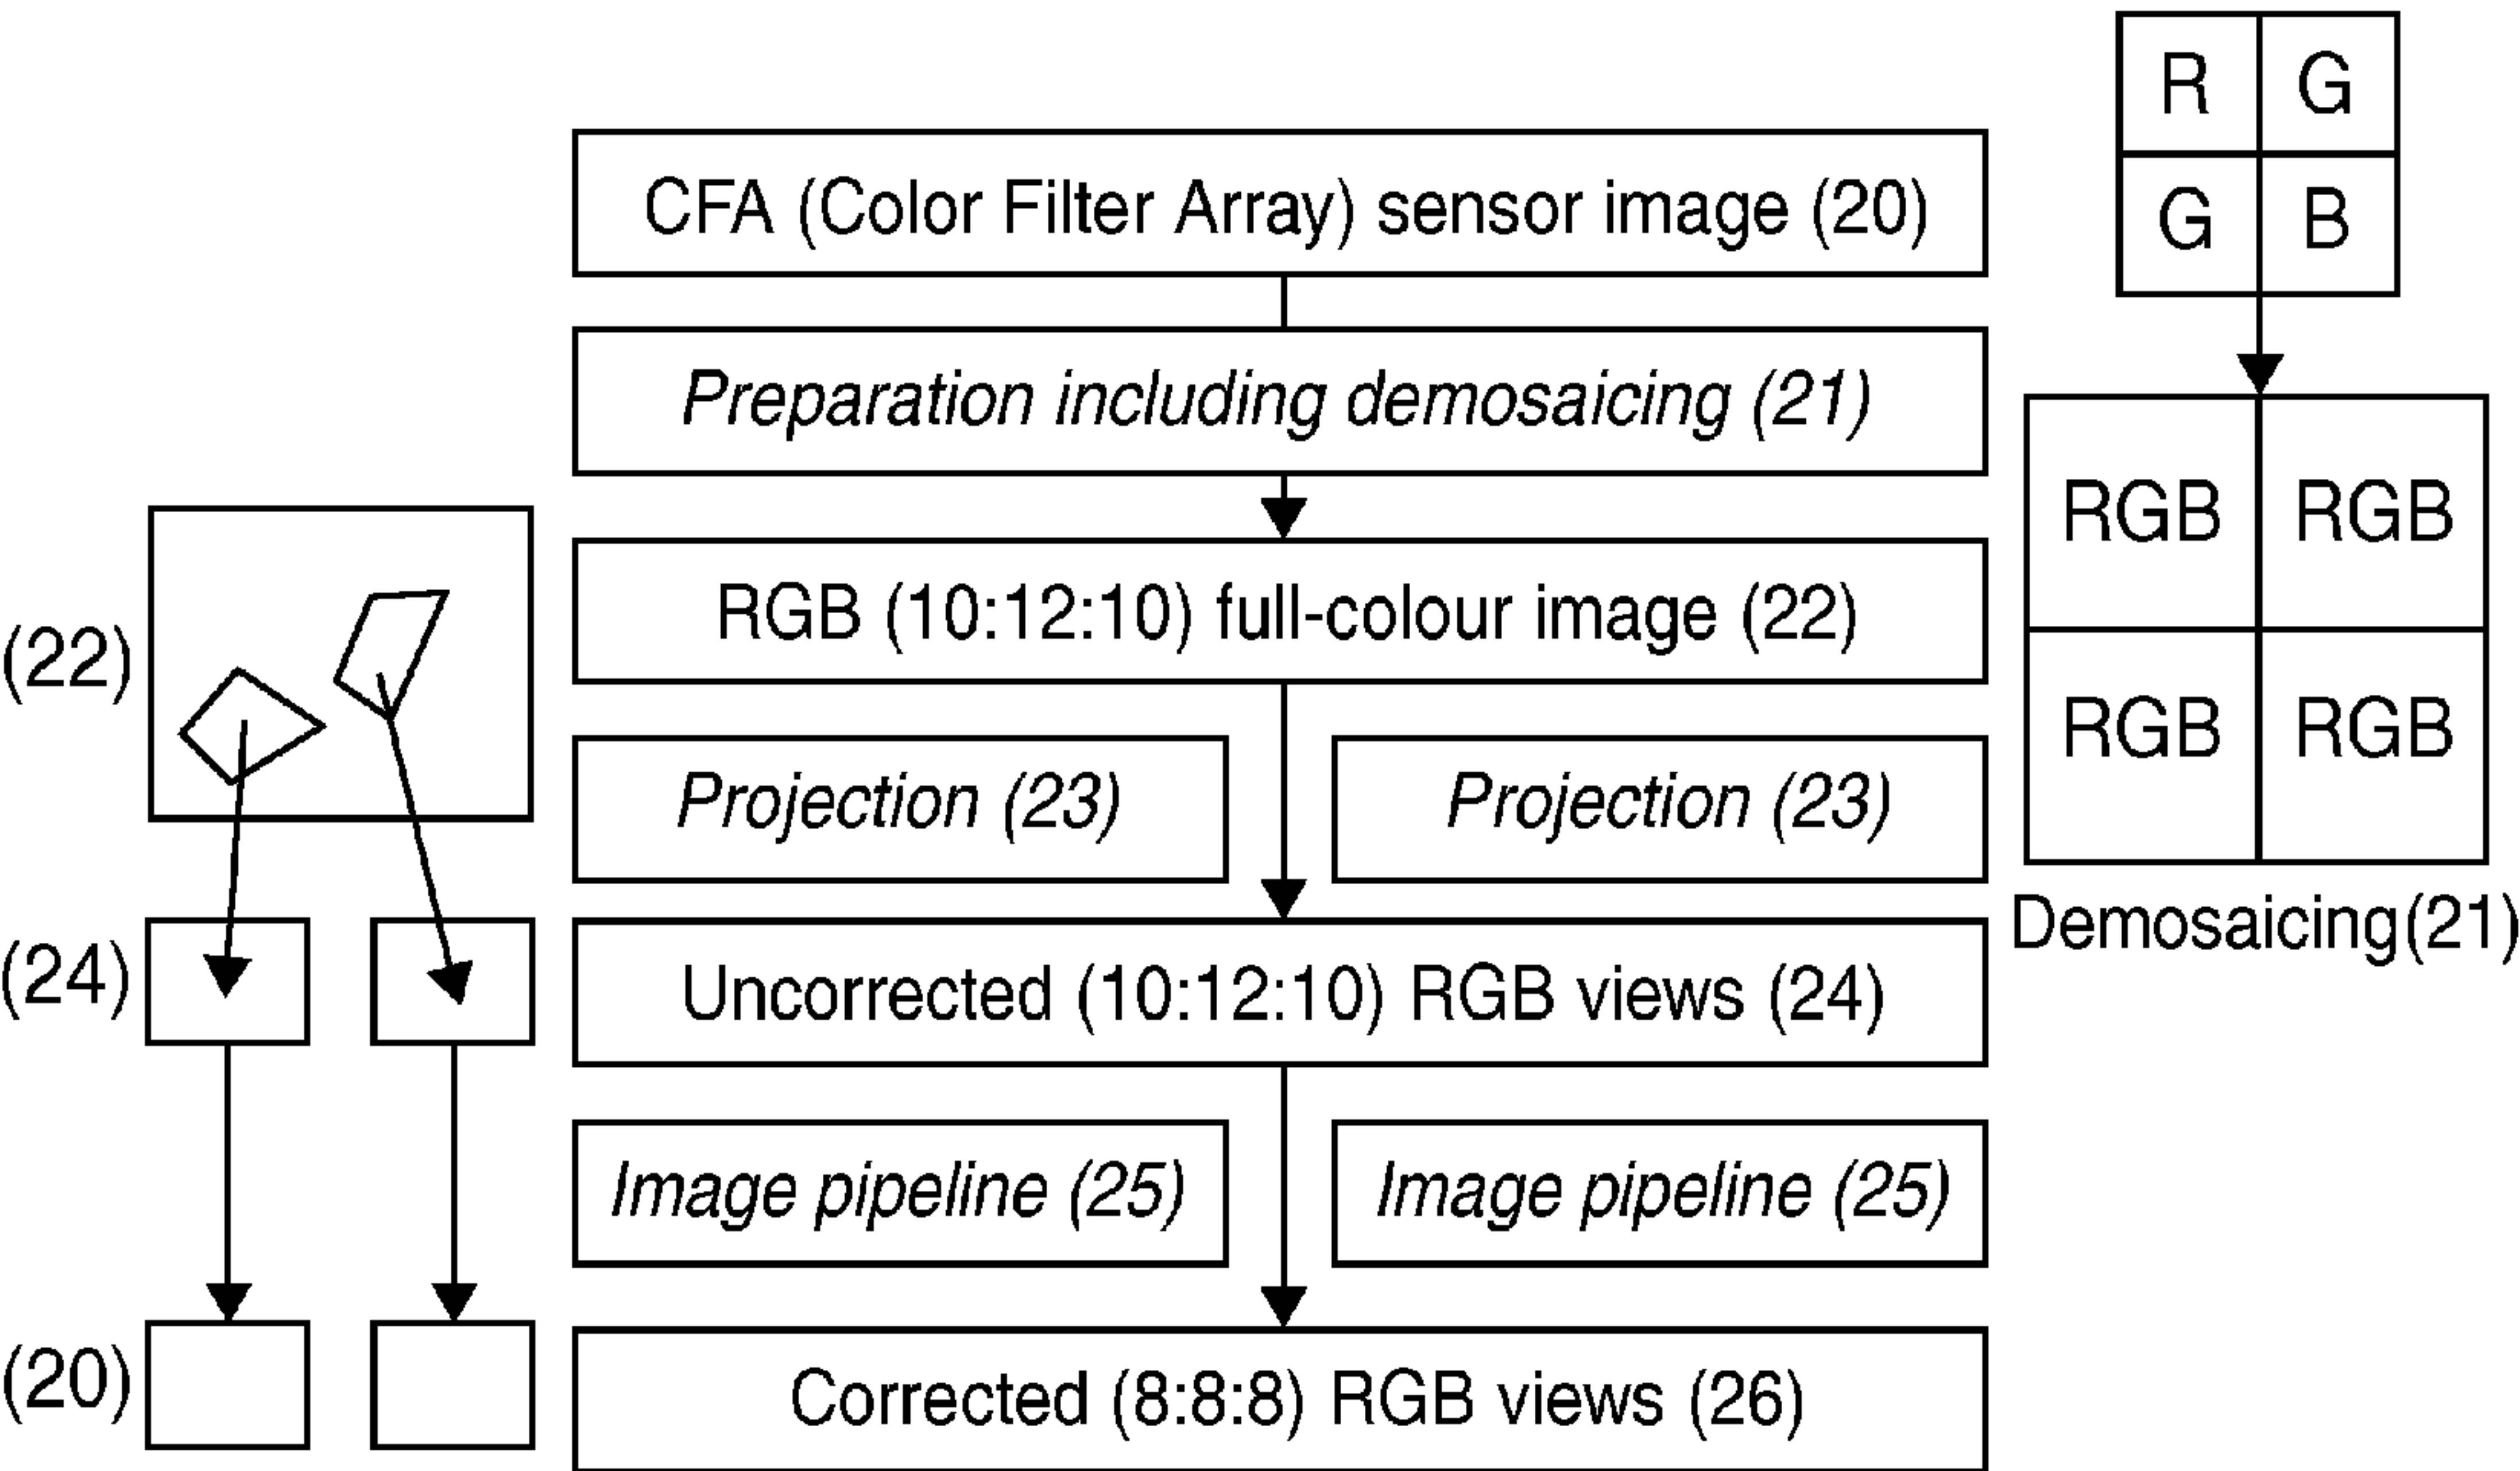 R G
G B
CFA (Color Filter Array) sensor image (20)
Preparation including demosaicing (21)
RGB (10:12:10) full-colour image (22)
RGB RGB
RGB RGB
(22)
Projection (23) Projection (23)
Demosaicing(21)
(24)
Uncorrected (10:12:10) RGB views (24)
Image pipeline (25) Image pipeline (25)
(20)
Corrected (8:8:8) RGB views (26)